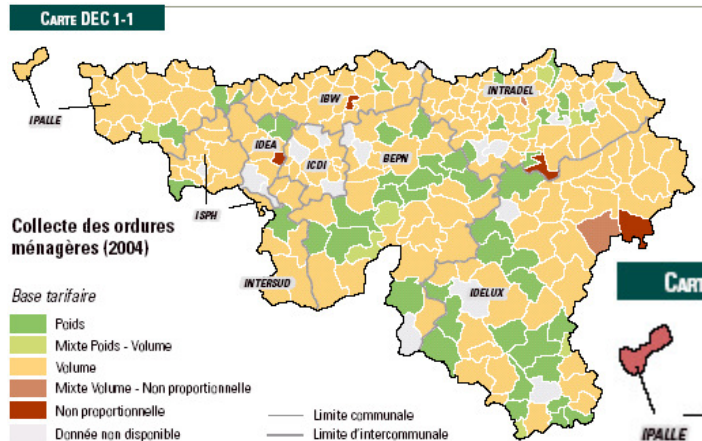 CARTE DEC 1-1
IPALLE
IBW
INTRADEL
IDEA
ICDI
BEPN
ISPH
INTERSUD
IDELUX
Collecte des ordures
ménagères (2004)
Base tarifaire
Poids
Mixte Poids - Volume
Volume
Mixte Volume - Non proportionnelle
Non proportionnelle
Donnée non disponible
Limite communale
Limite d'intercommunale
CART
IPALLE